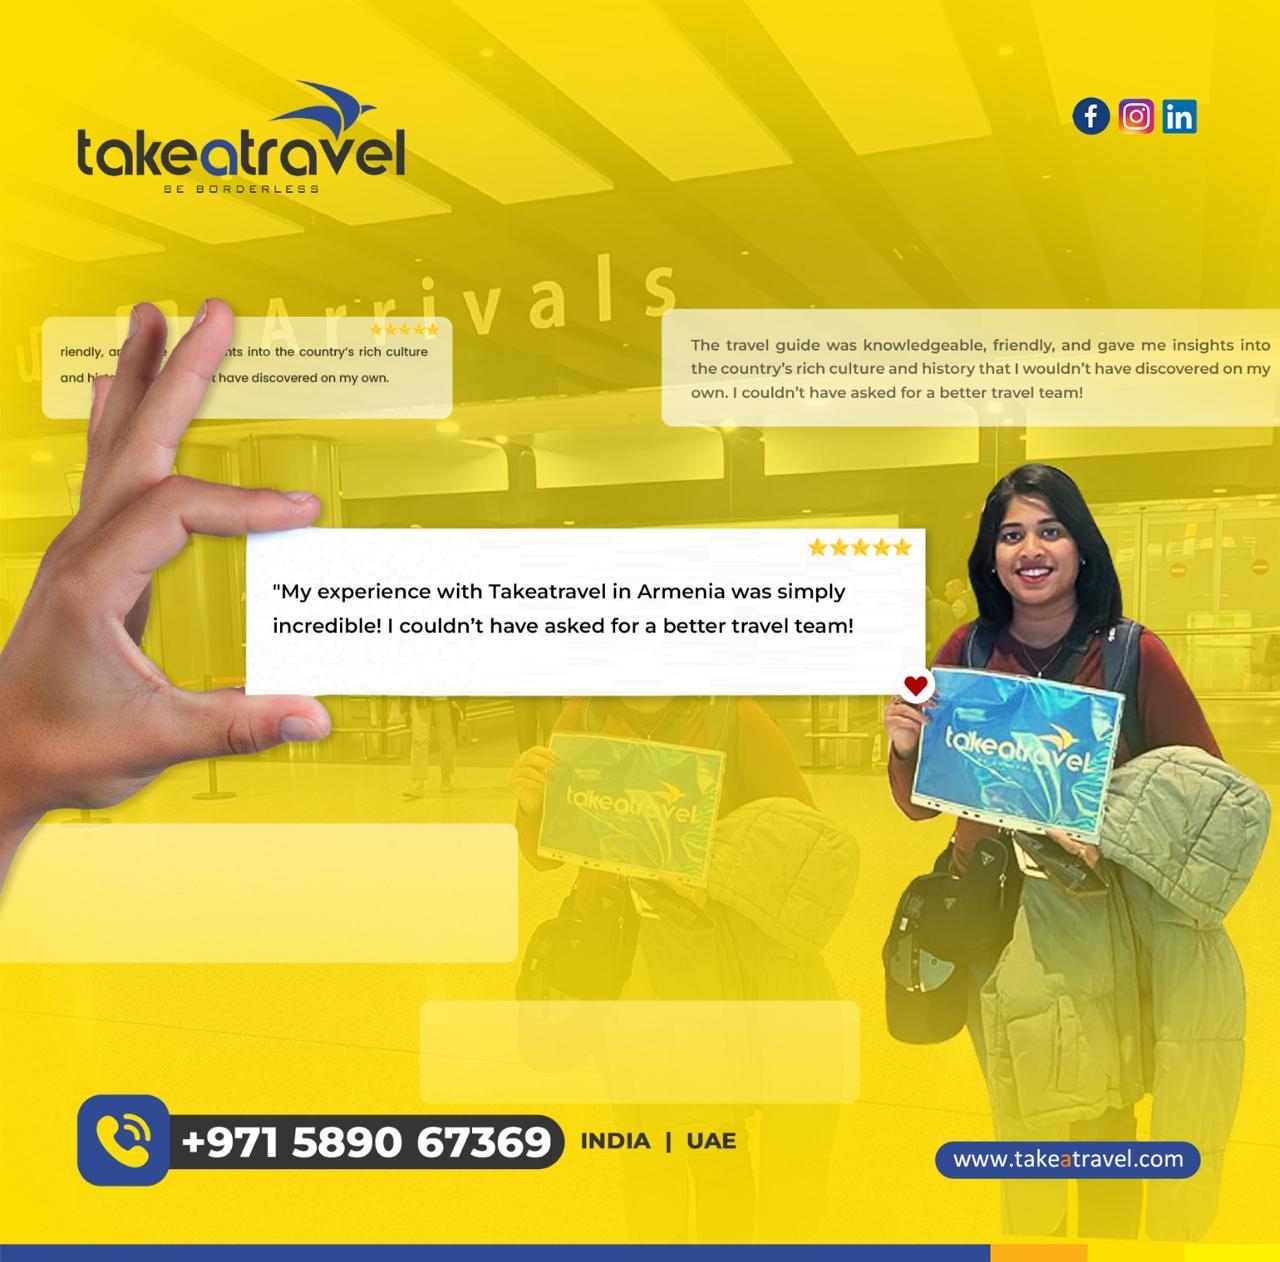 takeatravel
BE BORDERLESS
f
in
Arrivals
riendly, and
nts into the country’s rich culture
and
t have discovered on my own.
The travel guide was knowledgeable, friendly, and gave me insights into
the country’s rich culture and history that I wouldn’t have discovered on my
own. I couldn’t have asked for a better travel team!
"My experience with Takeatravel in Armenia was simply
incredible! I couldn’t have asked for a better travel team!
takeatravel
takeatravel
+971 5890 67369
INDIA | UAE
www.takeatravel.com